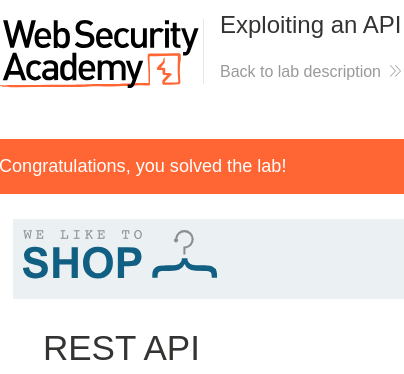 Web Security
Academy
Exploiting an API
Back to lab description
Congratulations, you solved the lab!
WE LIKE TO
SHOP
REST API